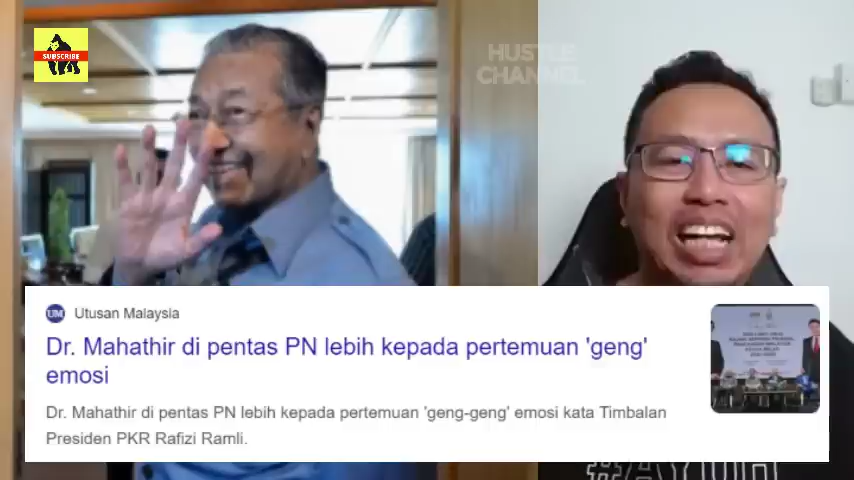 SUBSCRIBE
HUSTLE
CHANNEL
UM Utusan Malaysia
Dr. Mahathir di pentas PN lebih kepada pertemuan 'geng'
emosi
Dr. Mahathir di pentas PN lebih kepada pertemuan 'geng-geng' emosi kata Timbalan
Presiden PKR Rafizi Ramli.